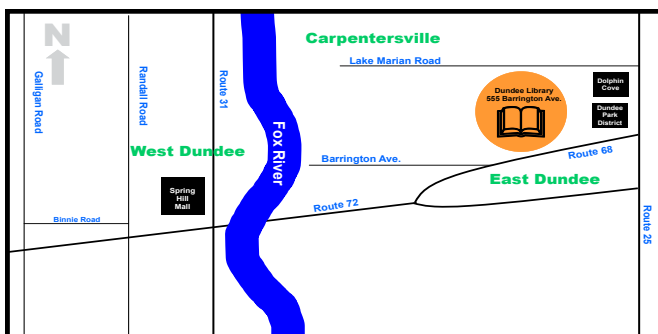 N
Carpentersville
Lake Marian Road
Galligan Road
Randall Road
Route 31
Dundee Library
555 Barrington Ave.
Dolphin
Cove
Dundee
Park
District
Fox River
West Dundee
Barrington Ave.
Route 68
East Dundee
Spring
Hill
Mall
Route 72
Binnie Road
Route 25